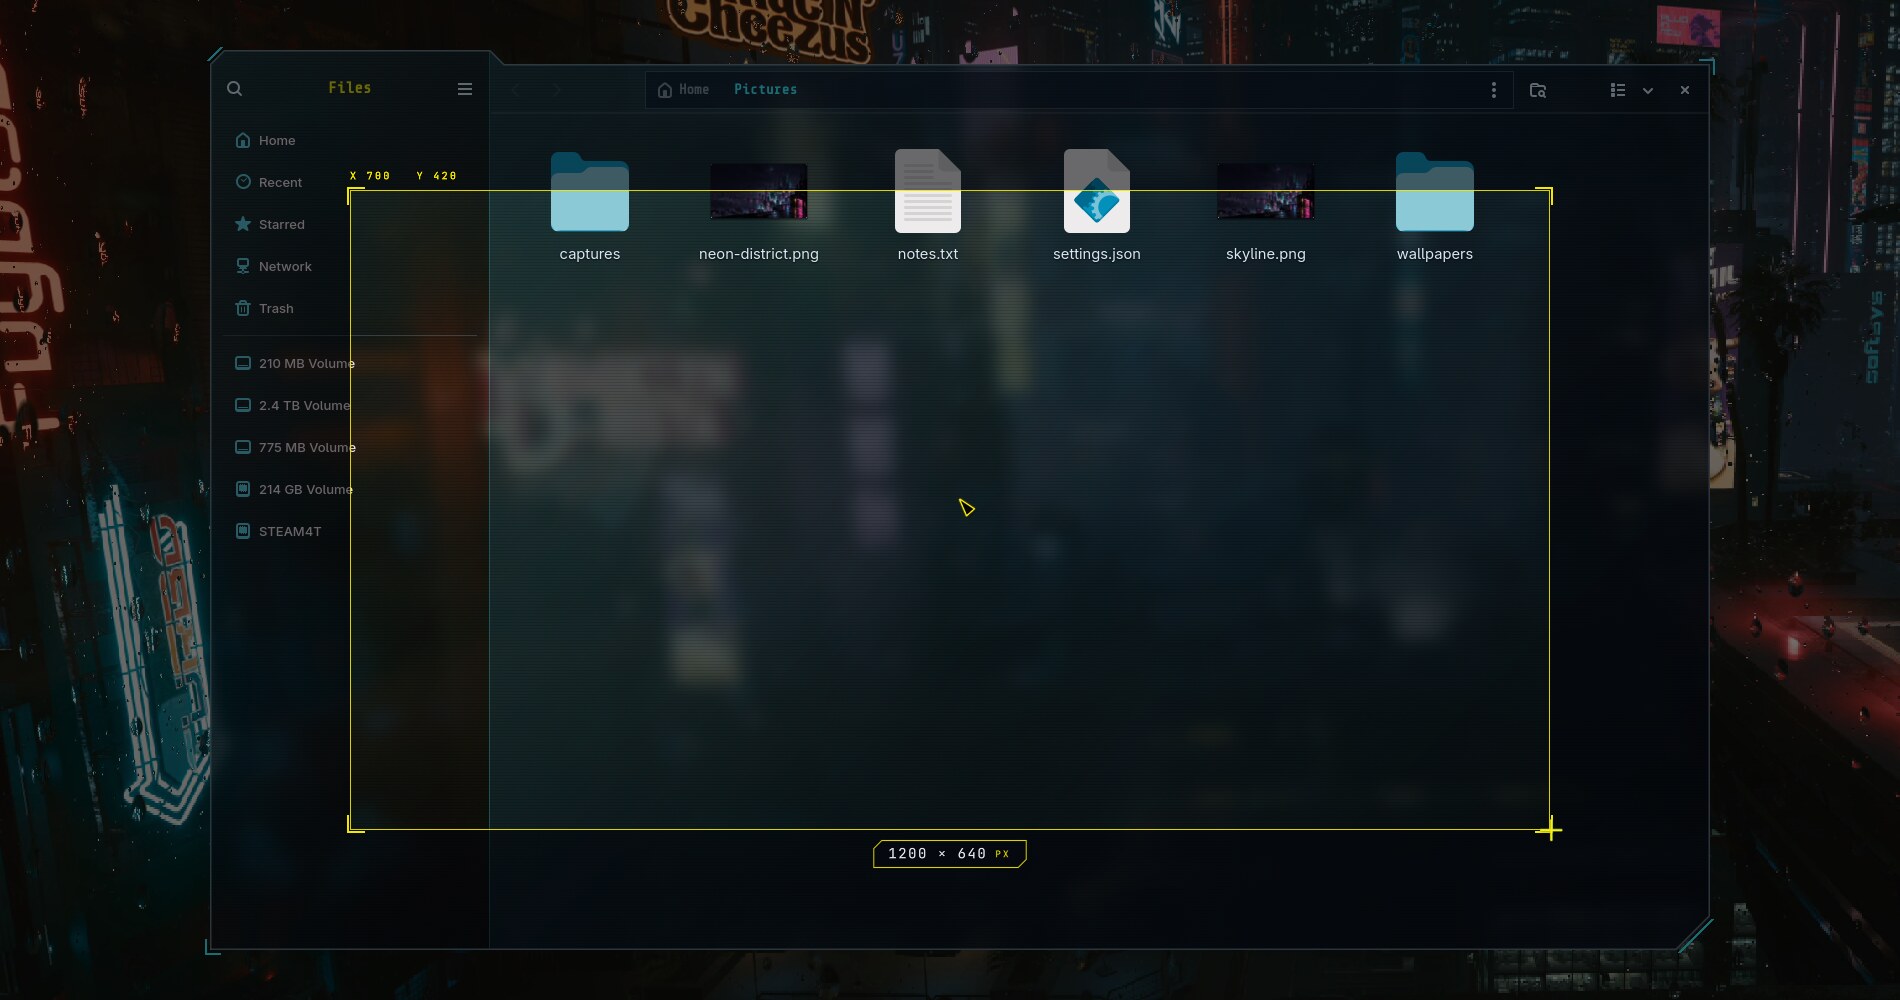 Cheezus
Files
Home
Pictures
Home
Recent
Starred
Network
Trash
210 MB Volume
2.4 TB Volume
775 MB Volume
214 GB Volume
STEAM4T
X 700 Y 420
captures
neon-district.png
notes.txt
settings.json
skyline.png
wallpapers
1200 × 640 PX
softsys